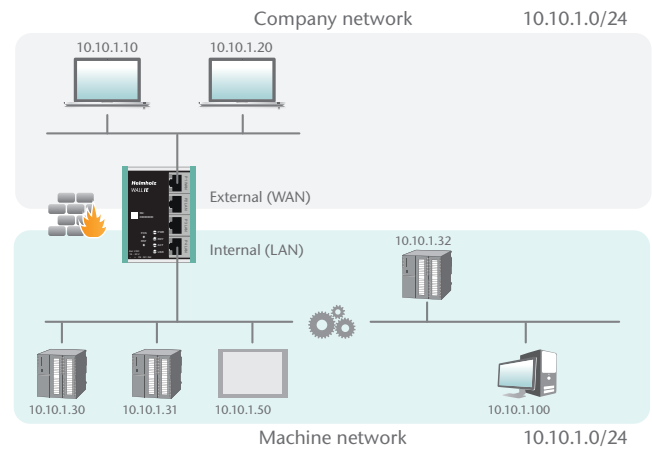 Company network 10.10.1.0/24
10.10.1.10 10.10.1.20
Helmholz
WALL IE
External (WAN)
Internal (LAN)
10.10.1.32
10.10.1.30 10.10.1.31 10.10.1.50 10.10.1.100
Machine network 10.10.1.0/24